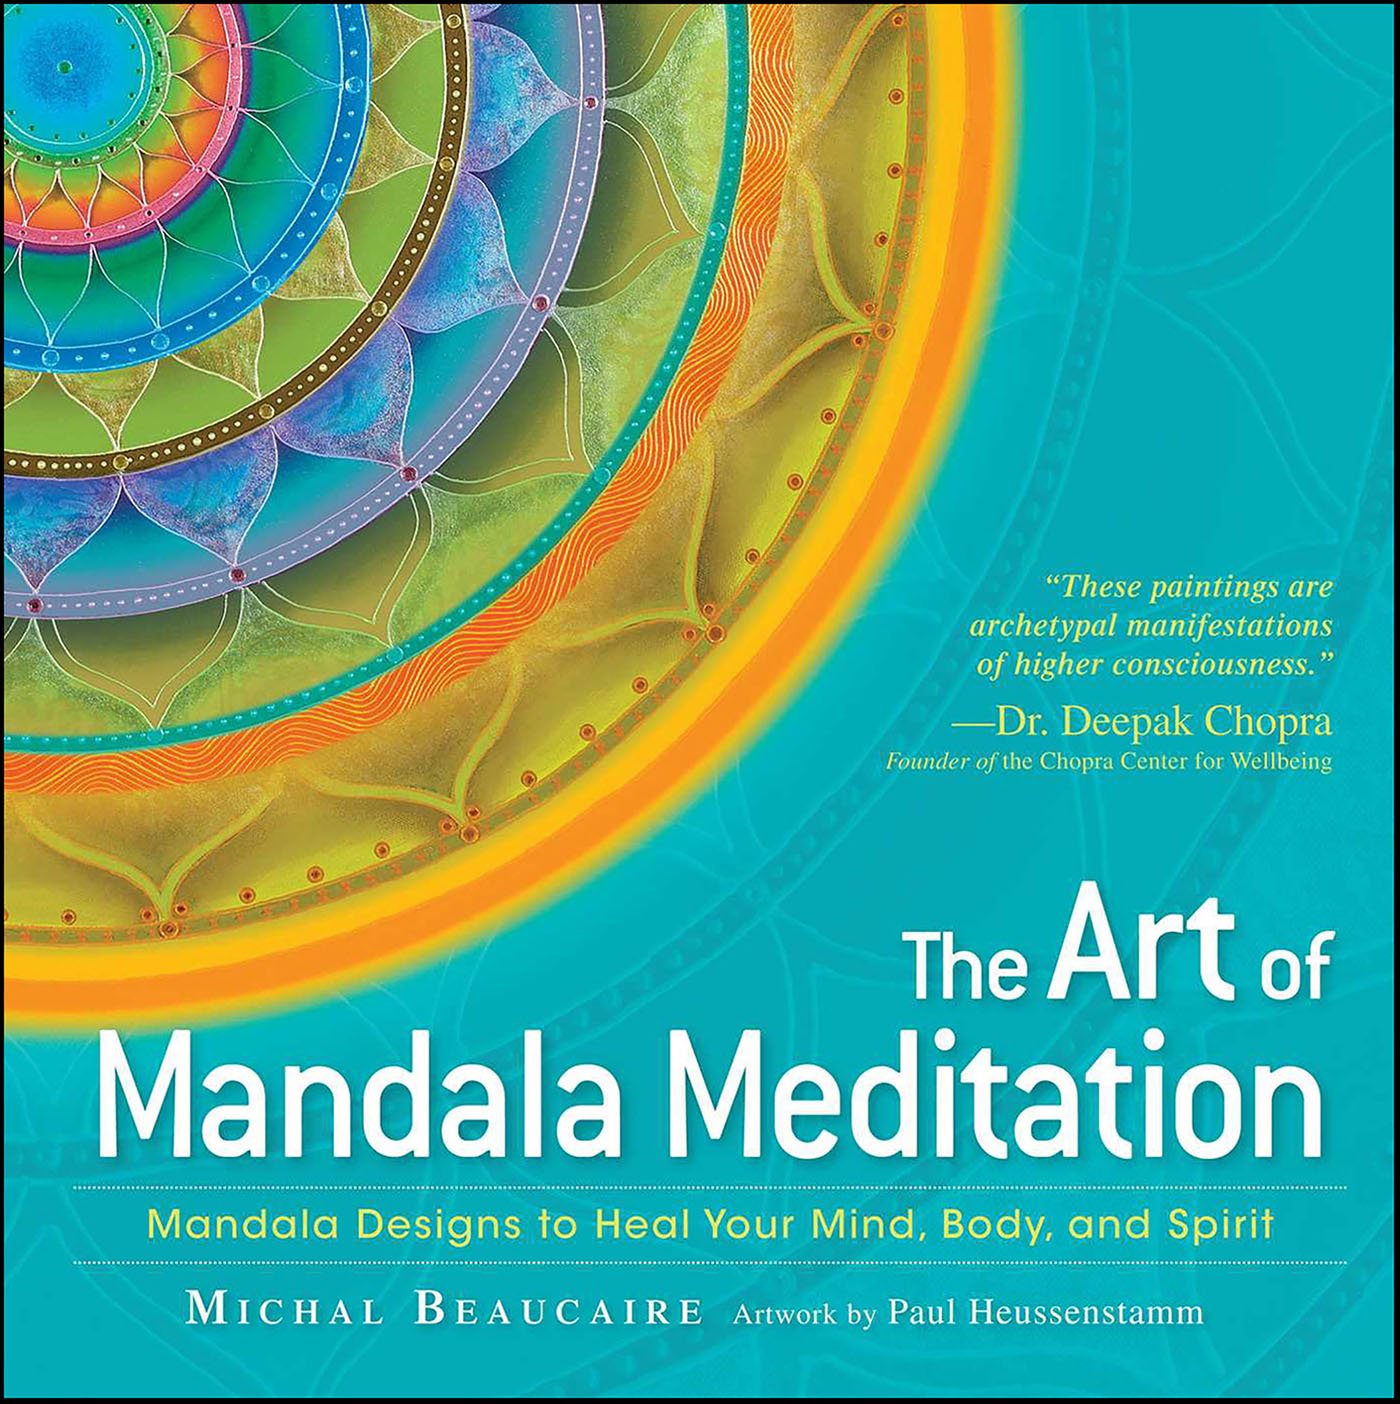 “These paintings are
archetypal manifestations
of higher consciousness.”
—Dr. Deepak Chopra
Founder of the Chopra Center for Wellbeing
The Art of
Mandala Meditation
Mandala Designs to Heal Your Mind, Body, and Spirit
MICHAL BEAUCAIRE Artwork by Paul Heussenstamm